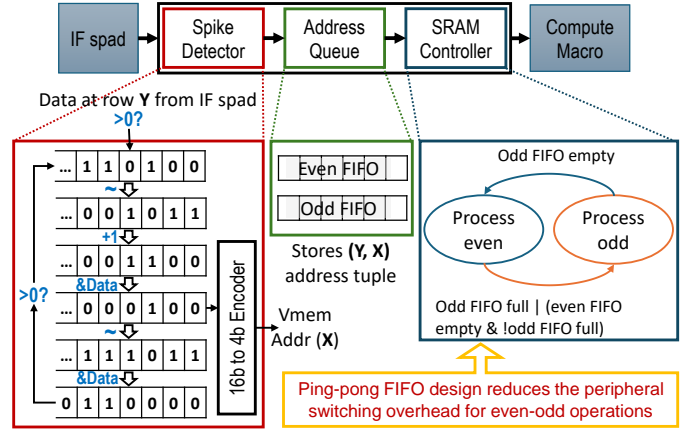 IF spad
Spike
Detector
Address
Queue
SRAM
Controller
Compute
Macro
Data at row Y from IF spad
>0?
... 1 1 0 1 0 0
~
... 0 0 1 0 1 1
+1
... 0 0 1 1 0 0
&Data
>0?
... 0 0 0 1 0 0
~
... 1 1 1 0 1 1
&Data
0 1 1 0 0 0 0
16b to 4b Encoder
Vmem
Addr (X)
Even FIFO
Odd FIFO
Stores (Y, X)
address tuple
Odd FIFO empty
Process
even
Process
odd
Odd FIFO full | (even FIFO
empty & !odd FIFO full)
Ping-pong FIFO design reduces the peripheral
switching overhead for even-odd operations